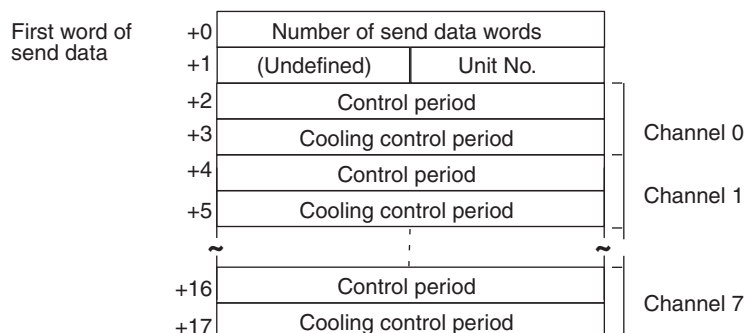 First word of
send data
+0 Number of send data words
+1 (Undefined) Unit No.
+2 Control period
+3 Cooling control period
Channel 0
+4 Control period
+5 Cooling control period
Channel 1
~ ~
+16 Control period
+17 Cooling control period
Channel 7